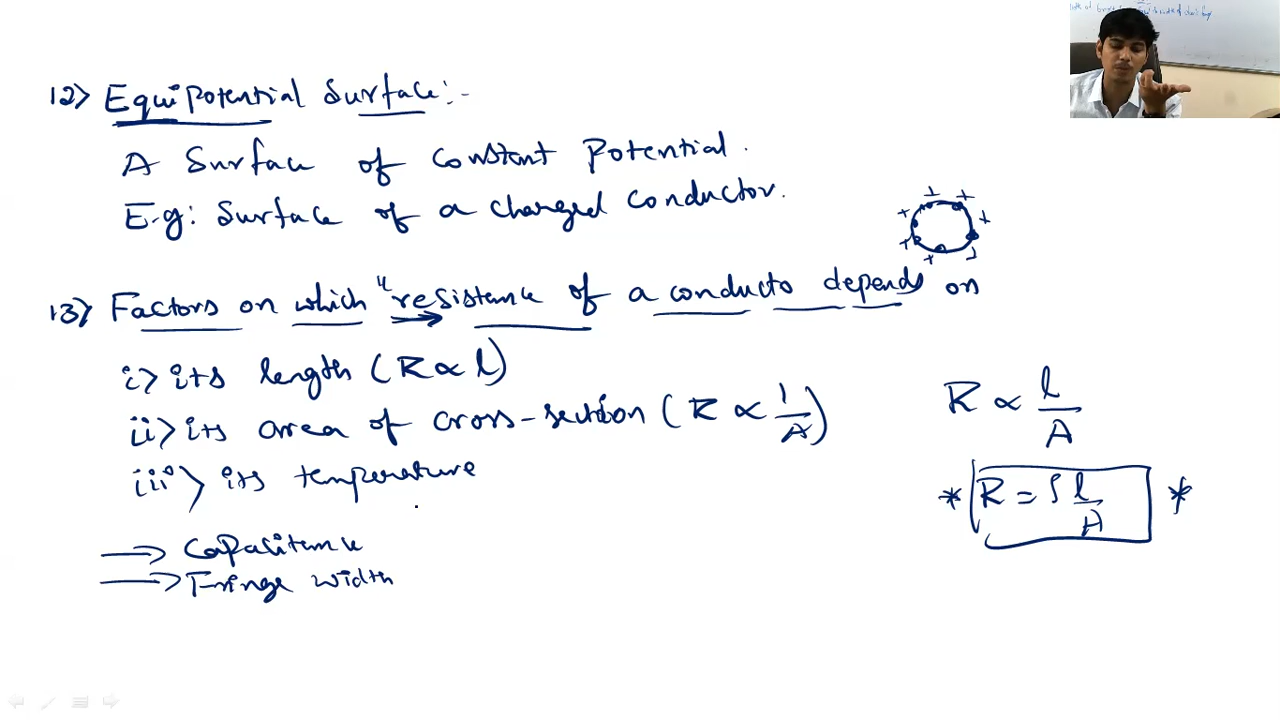 12) Equipotential Surface:-
A Surface of constant Potential.
E.g: Surface of a charged conductor.
13) Factors on which "resistance of a conducto depends on
i) its length (R ∝ l)
ii) its area of cross-section (R ∝ 1/A)
iii) its temperature
→ Capacitance
→ Fringe width
R ∝ l/A
* R = ρ l/A *